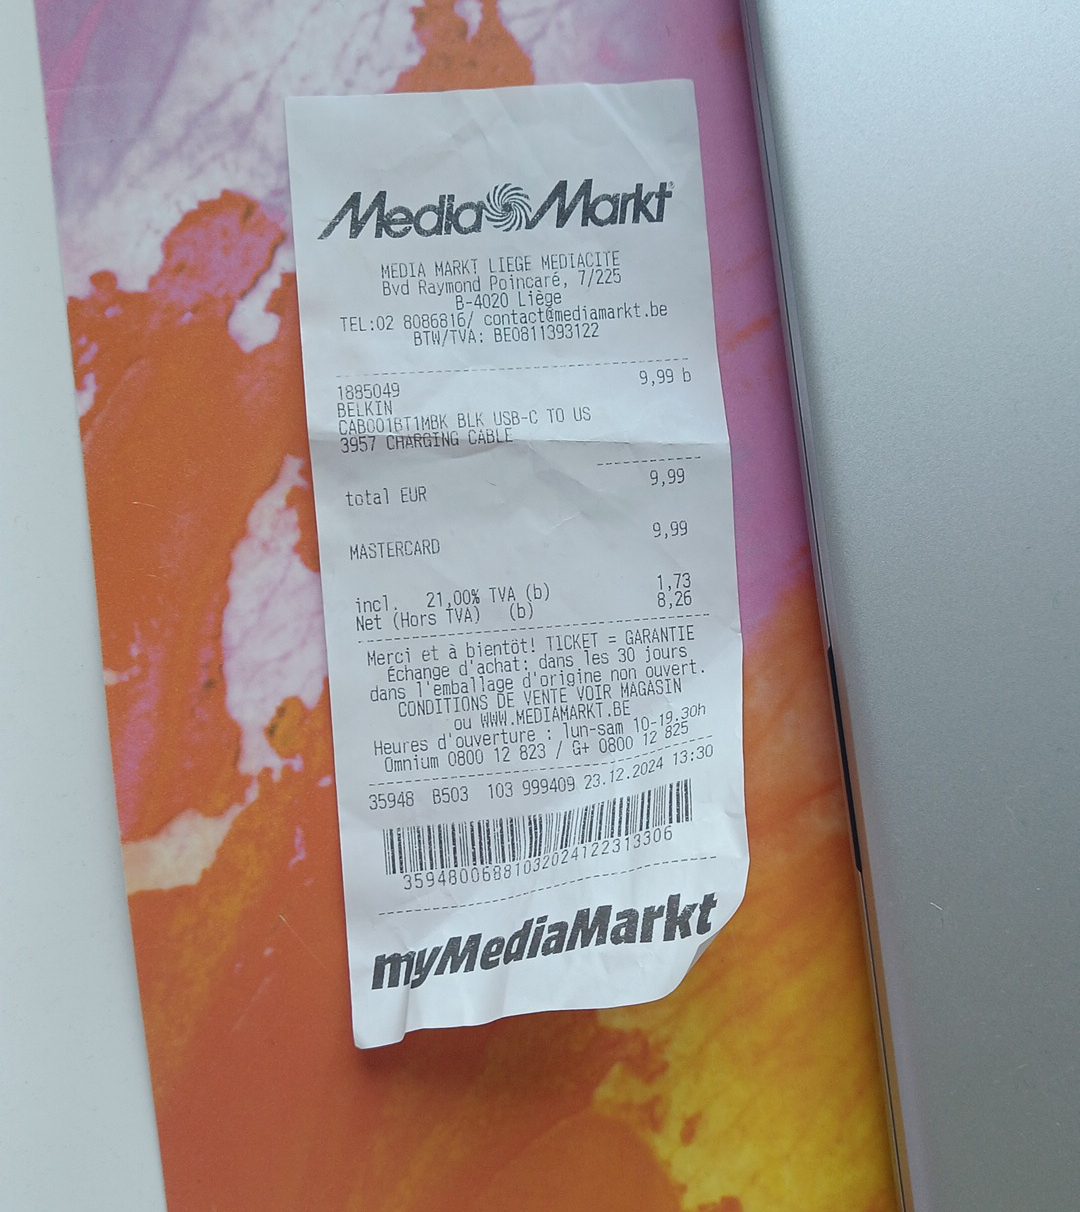 Media Markt
MEDIA MARKT LIEGE MEDIACITE
Bvd Raymond Poincaré, 7/225
B-4020 Liège
TEL:02 8086816/ contact@mediamarkt.be
BTW/TVA: BE0811393122
1885049 9,99 b
BELKIN
CAB001BT1MBK BLK USB-C TO US
3957 CHARGING CABLE
9,99
total EUR
9,99
MASTERCARD
incl. 21,00% TVA (b) 1,73
Net (Hors TVA) (b) 8,26
Merci et à bientôt! TICKET = GARANTIE
Échange d'achat: dans les 30 jours
dans l'emballage d'origine non ouvert.
CONDITIONS DE VENTE VOIR MAGASIN
ou WWW.MEDIAMARKT.BE
Heures d'ouverture : lun-sam 10-19.30h
Omnium 0800 12 823 / G+ 0800 12 825
35948 B503 103 999409 23.12.2024 13:30
35948006881032024122313306
myMediaMarkt